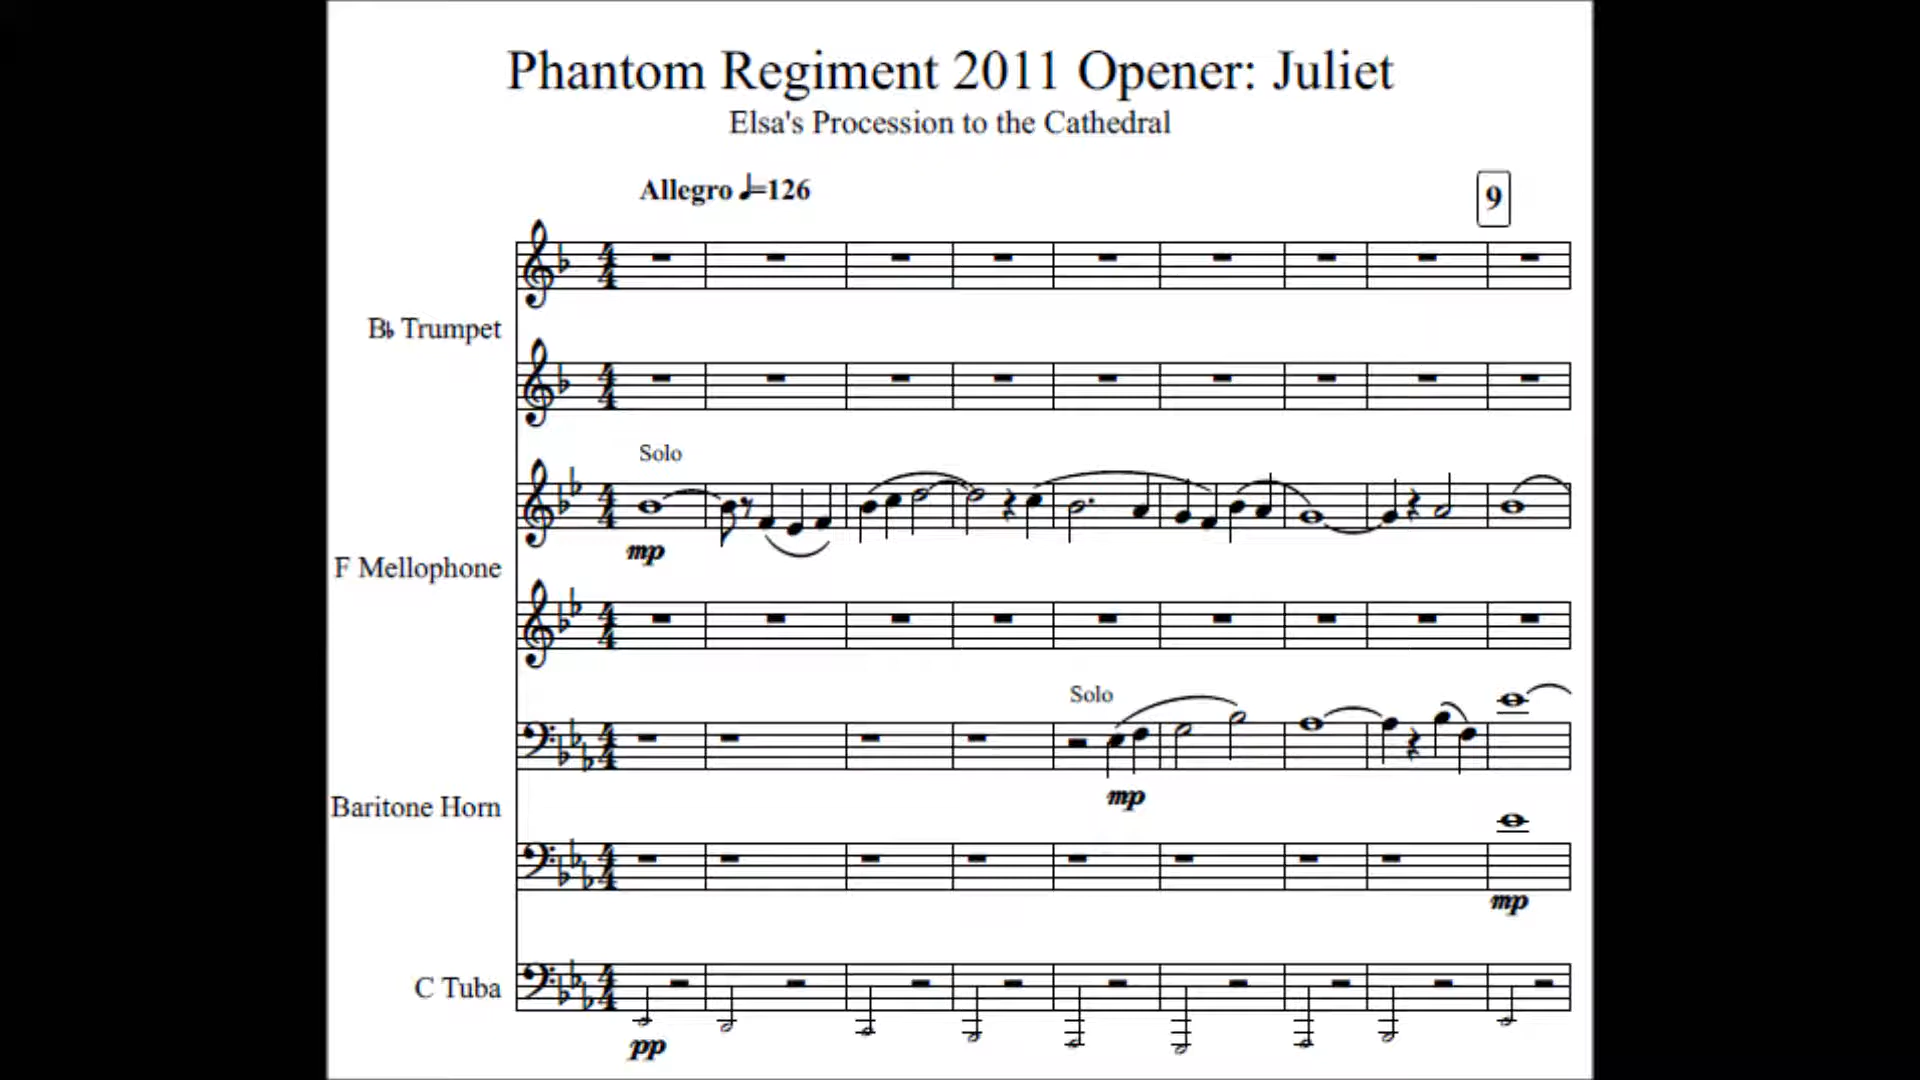 Phantom Regiment 2011 Opener: Juliet
Elsa's Procession to the Cathedral
Allegro ♩=126
9
B♭ Trumpet
Solo
mp
F Mellophone
Solo
mp
Baritone Horn
mp
C Tuba
pp